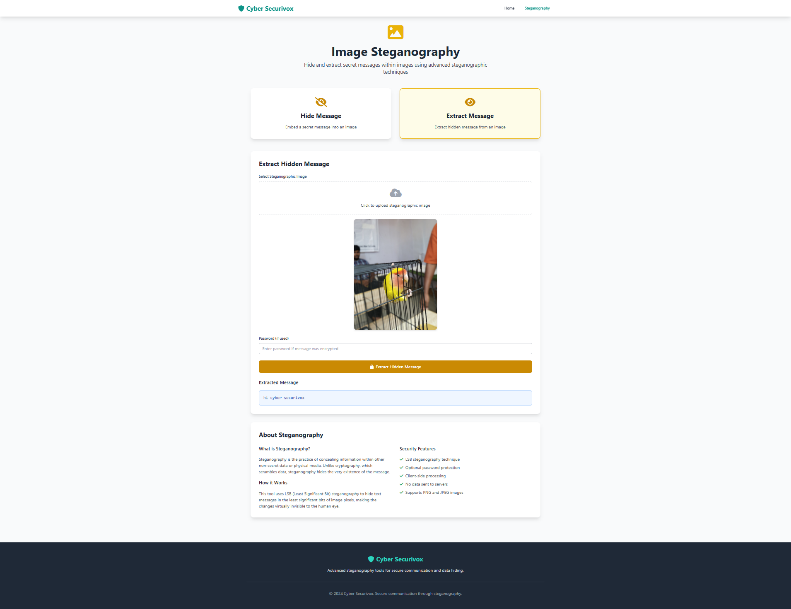 Cyber Securivox
Home
Steganography
Image Steganography
Hide and extract secret messages within images using advanced steganographic
techniques
Hide Message
Embed a secret message into an image
Extract Message
Extract hidden message from an image
Extract Hidden Message
Select steganographic image
Click to upload steganographic image
Password (if used)
Enter password if message was encrypted
Extract Hidden Message
Extracted Message
cyber securivox
About Steganography
What is Steganography?
Steganography is the practice of concealing information within other
non-secret data or physical media. Unlike cryptography, which
scrambles data, steganography hides the very existence of the message.
How it Works
This tool uses LSB (Least Significant Bit) steganography to hide text
messages in the least significant bits of image pixels, making the
changes virtually invisible to the human eye.
Security Features
LSB steganography technique
Optional password protection
Client-side processing
No data sent to servers
Supports PNG and JPEG images
Cyber Securivox
Advanced steganography tools for secure communication and data hiding.
© 2024 Cyber Securivox. Secure communication through steganography.